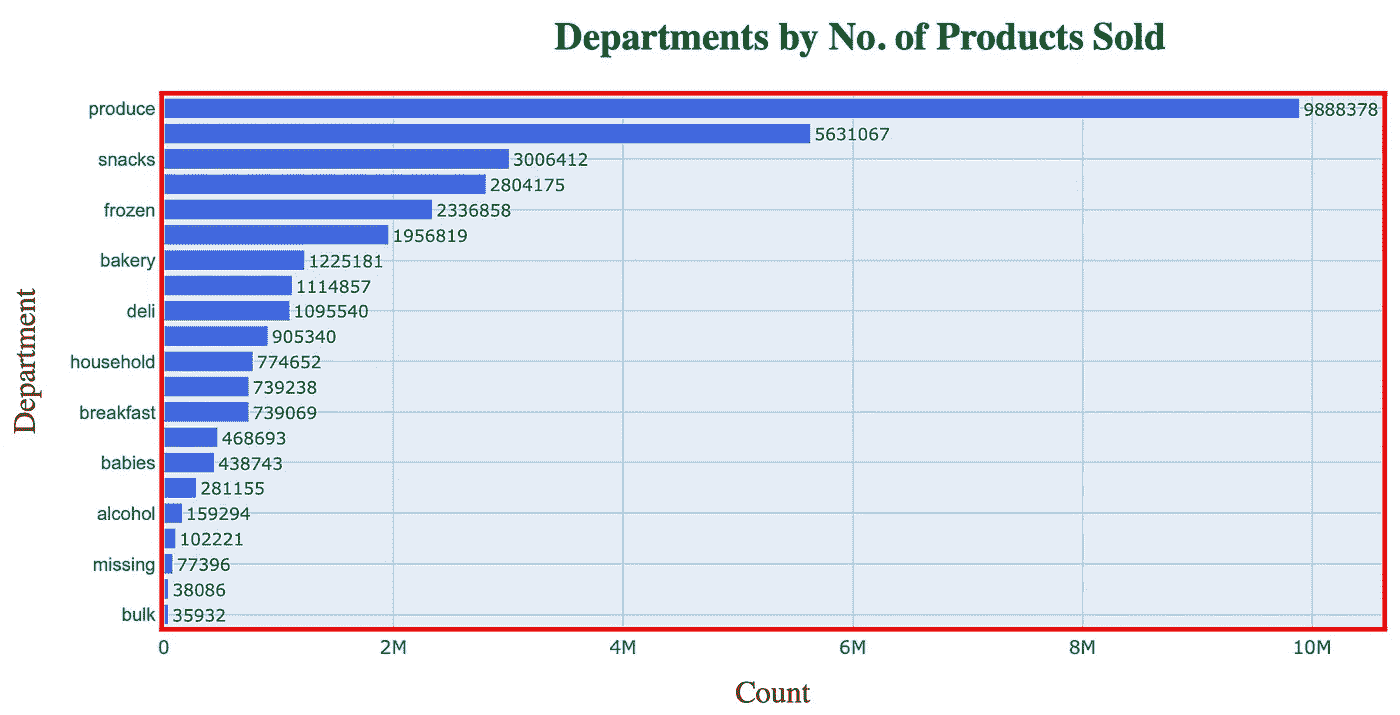 Departments by No. of Products Sold
produce 9888378
5631067
snacks 3006412
2804175
frozen 2336858
1956819
bakery 1225181
1114857
deli 1095540
905340
household 774652
739238
breakfast 739069
468693
babies 438743
281155
alcohol 159294
102221
missing 77396
38086
bulk 35932
0 2M 4M 6M 8M 10M
Department
Count